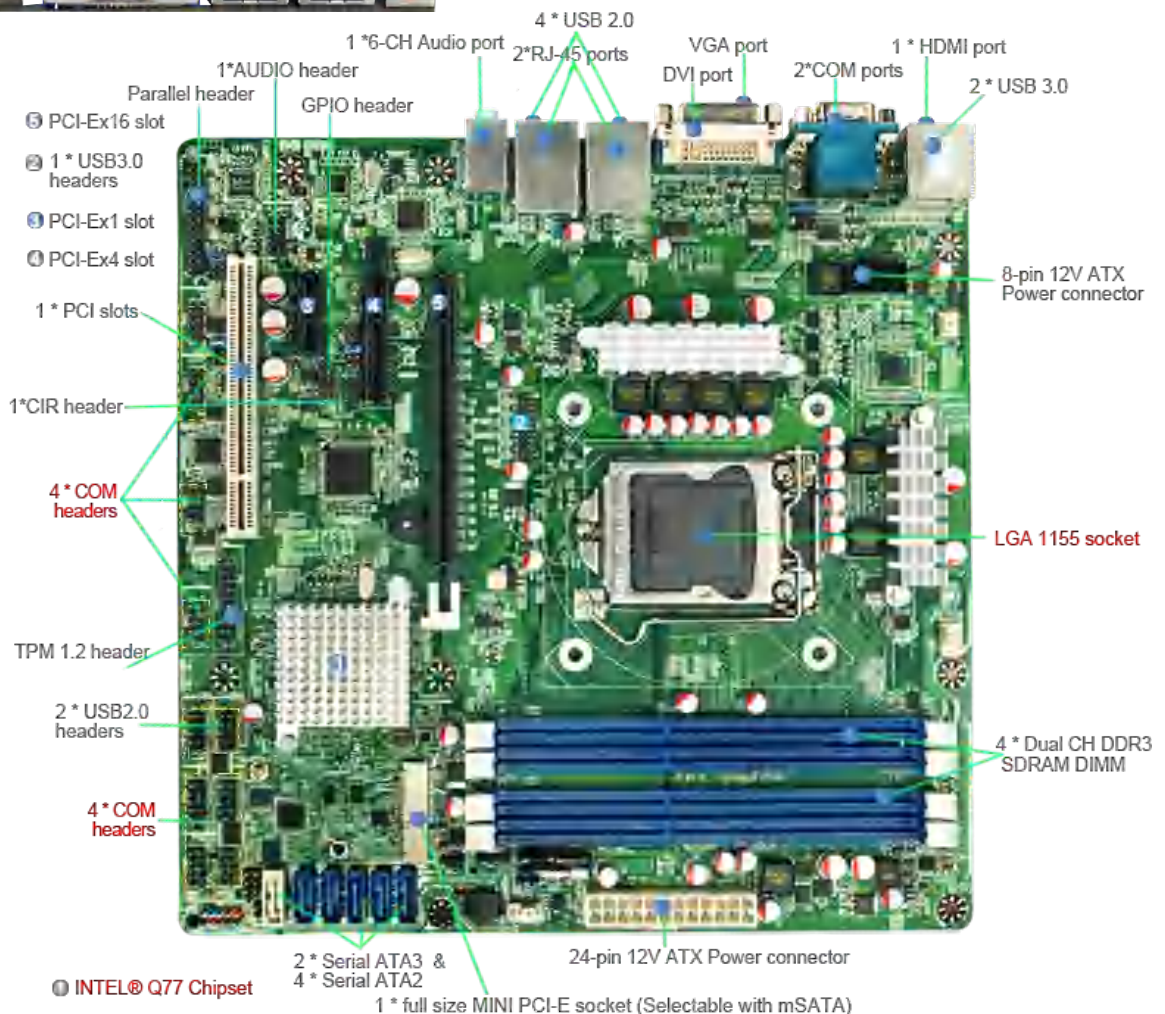 4 * USB 2.0
1 *6-CH Audio port
2*RJ-45 ports
VGA port
1 * HDMI port
1*AUDIO header
DVI port
2*COM ports
2 * USB 3.0
Parallel header
GPIO header
5 PCI-Ex16 slot
2 1 * USB3.0
headers
3 PCI-Ex1 slot
4 PCI-Ex4 slot
1 * PCI slots
8-pin 12V ATX
Power connector
1*CIR header
4 * COM
headers
LGA 1155 socket
TPM 1.2 header
2 * USB2.0
headers
4 * Dual CH DDR3
SDRAM DIMM
4 * COM
headers
2 * Serial ATA3 &
4 * Serial ATA2
24-pin 12V ATX Power connector
1 INTEL® Q77 Chipset
1 * full size MINI PCI-E socket (Selectable with mSATA)